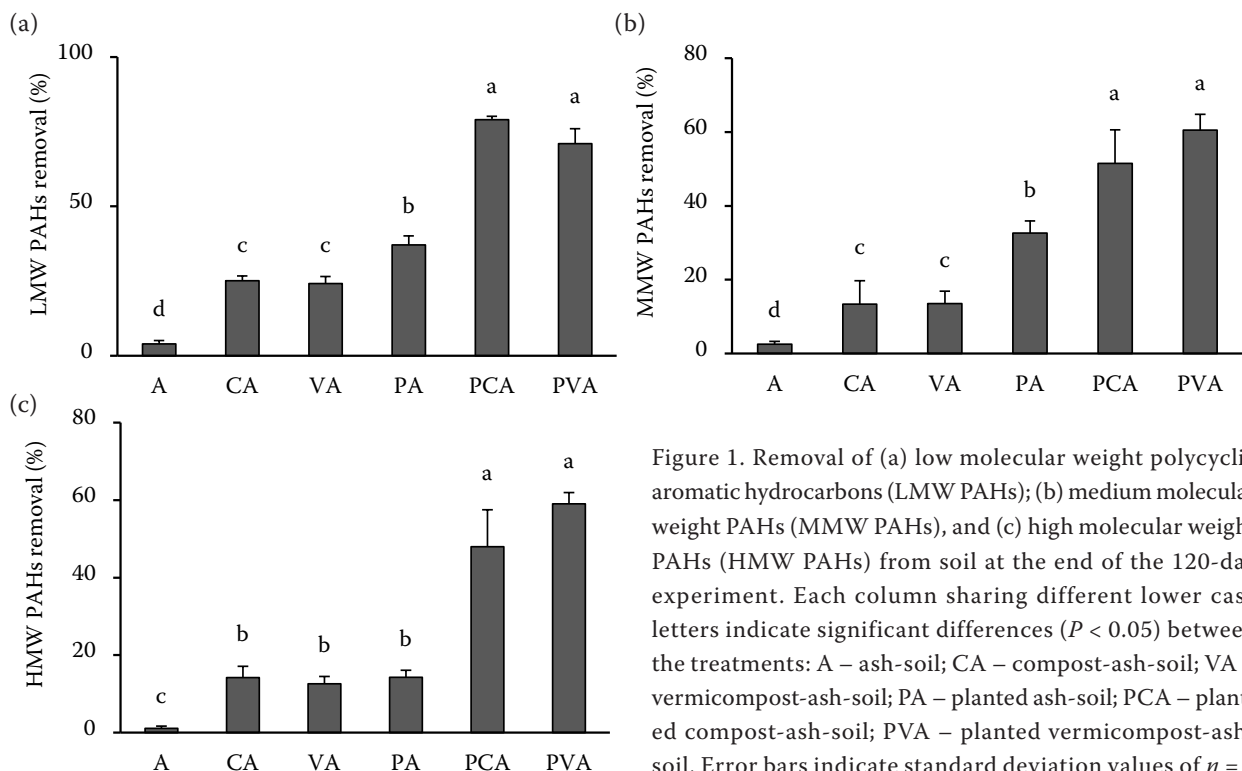 (a)
100
50
0
LMW PAHs removal (%)
d
c
c
b
a
a
A CA VA PA PCA PVA
(b)
80
60
40
20
0
MMW PAHs removal (%)
d
c
c
b
a
a
A CA VA PA PCA PVA
(c)
80
60
40
20
0
HMW PAHs removal (%)
c
b
b
b
a
a
A CA VA PA PCA PVA
Figure 1. Removal of (a) low molecular weight polycycli
aromatic hydrocarbons (LMW PAHs); (b) medium molecula
weight PAHs (MMW PAHs), and (c) high molecular weigh
PAHs (HMW PAHs) from soil at the end of the 120-da
experiment. Each column sharing different lower cas
letters indicate significant differences (P < 0.05) betwee
the treatments: A – ash-soil; CA – compost-ash-soil; VA
vermicompost-ash-soil; PA – planted ash-soil; PCA – plant
ed compost-ash-soil; PVA – planted vermicompost-ash
soil. Error bars indicate standard deviation values of n =